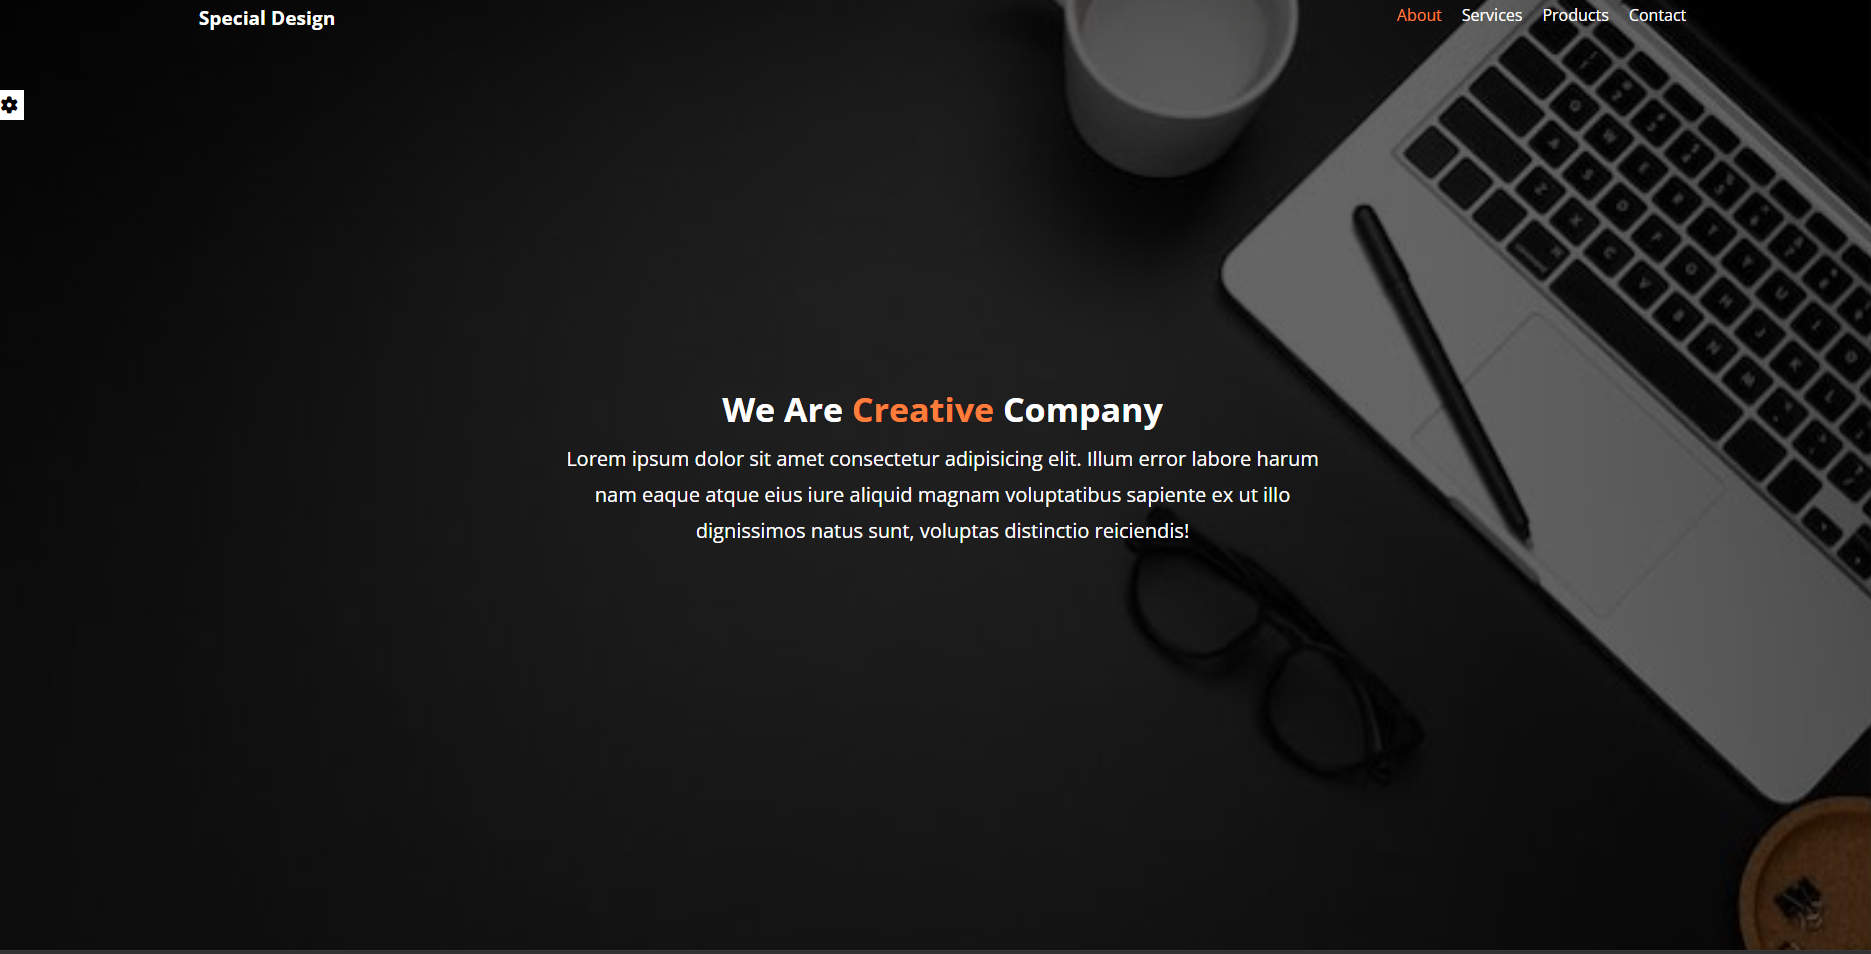 Special Design
About Services Products Contact
We Are Creative Company
Lorem ipsum dolor sit amet consectetur adipisicing elit. Illum error labore harum
nam eaque atque eius iure aliquid magnam voluptatibus sapiente ex ut illo
dignissimos natus sunt, voluptas distinctio reiciendis!